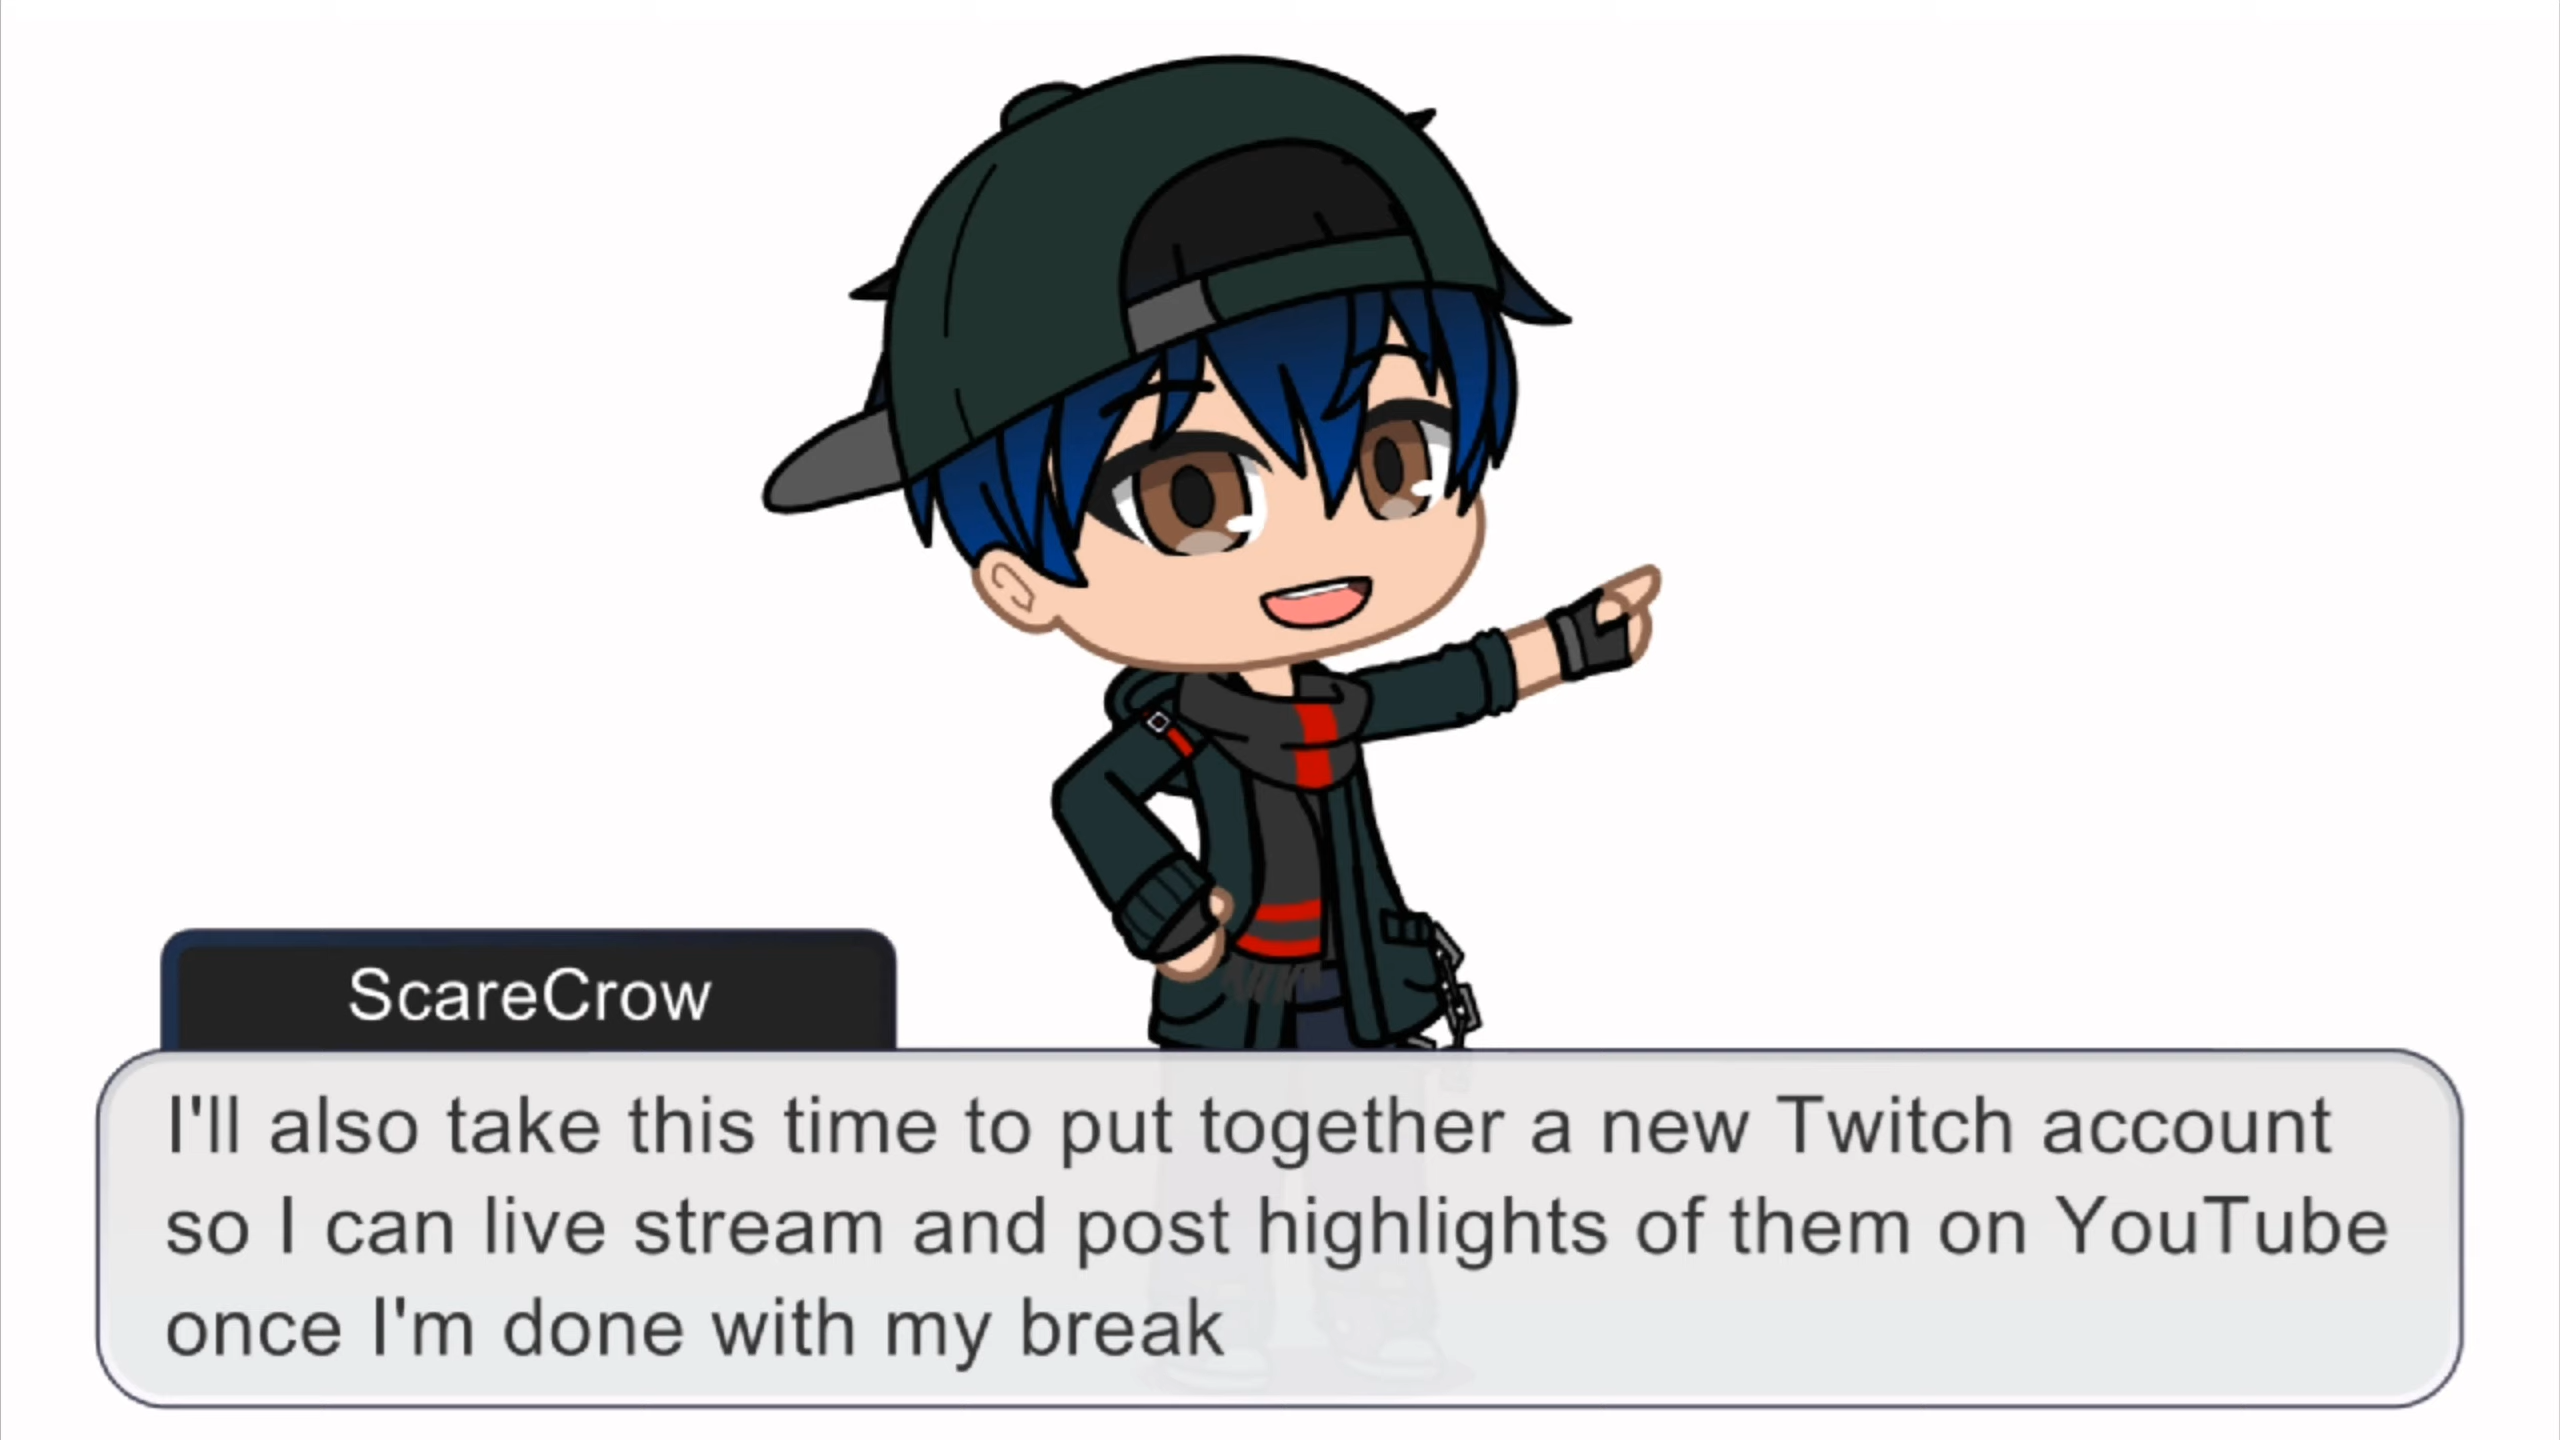 ScareCrow
I'll also take this time to put together a new Twitch account
so I can live stream and post highlights of them on YouTube
once I'm done with my break